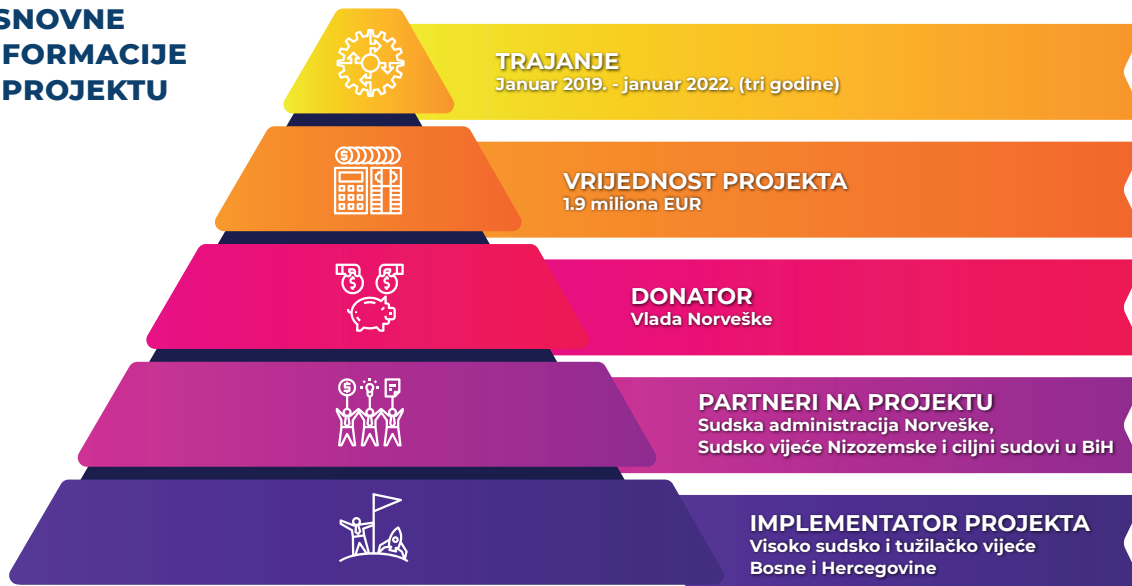 SNOVNE
FORMACIJE
PROJEKTU
TRAJANJE
Januar 2019. - januar 2022. (tri godine)
VRIJEDNOST PROJEKTA
1.9 miliona EUR
DONATOR
Vlada Norveške
PARTNERI NA PROJEKTU
Sudska administracija Norveške,
Sudsko vijeće Nizozemske i ciljni sudovi u BiH
IMPLEMENTATOR PROJEKTA
Visoko sudsko i tužilačko vijeće
Bosne i Hercegovine